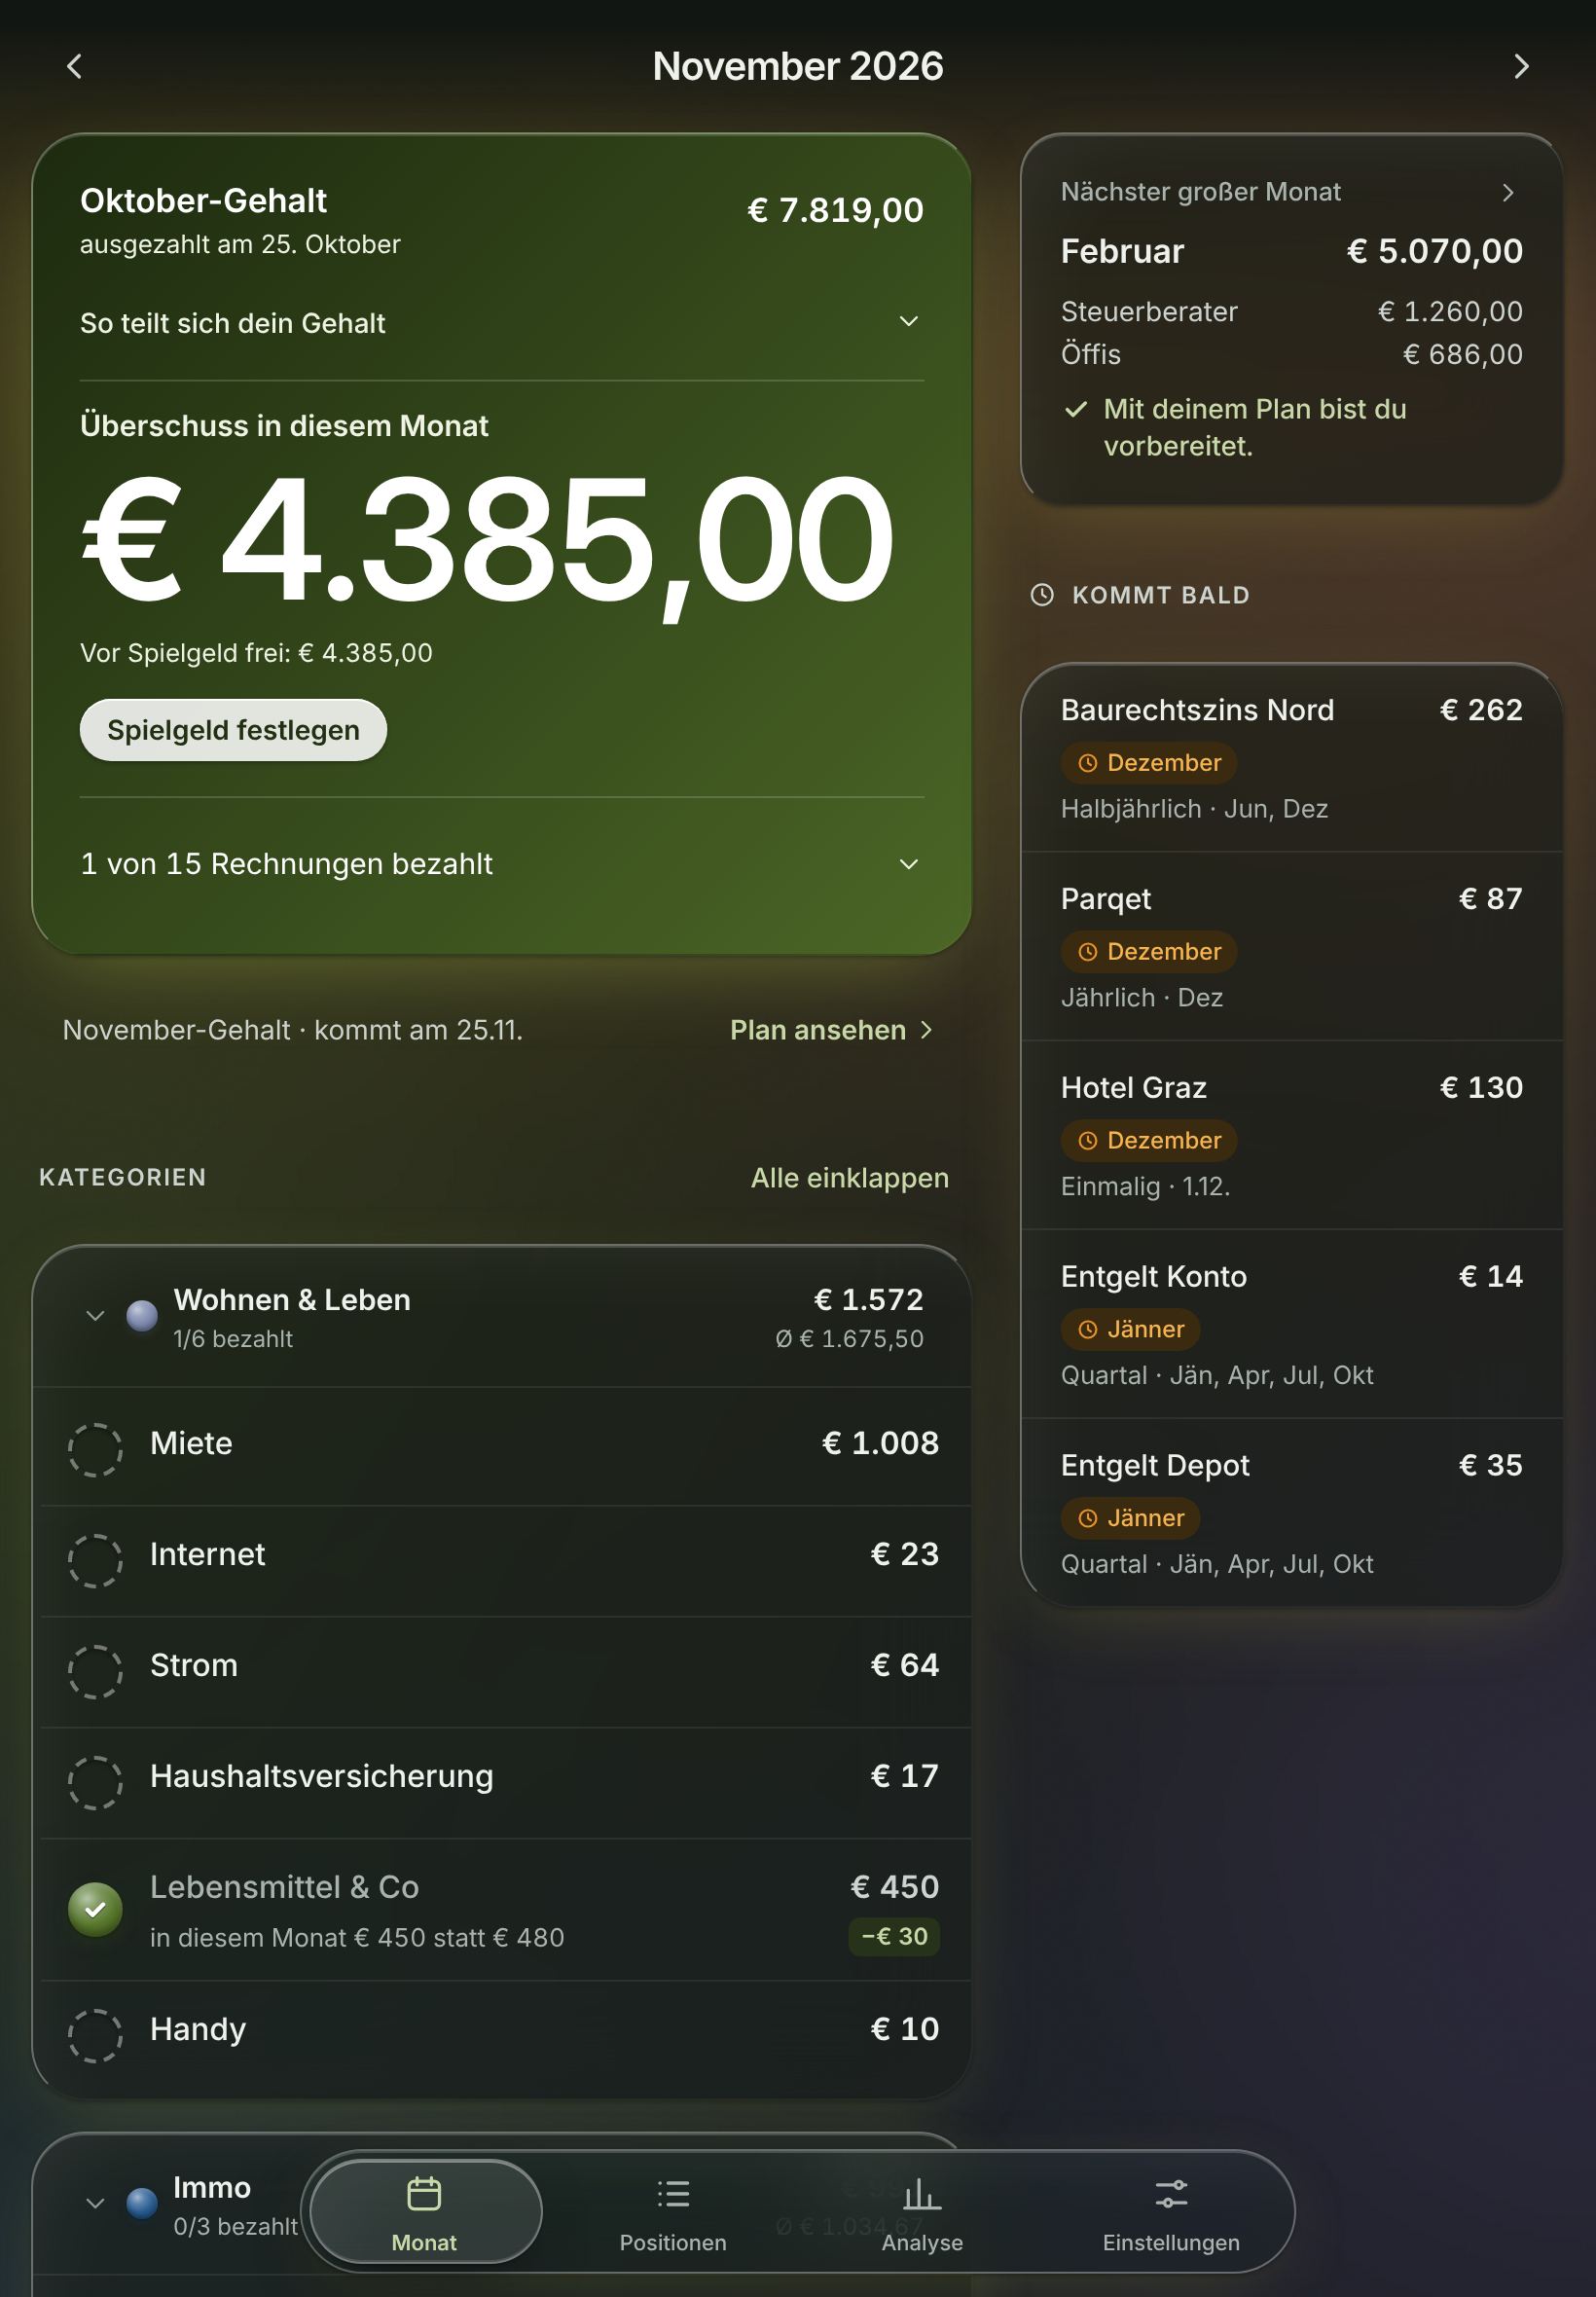 November 2026
Oktober-Gehalt
€ 7.819,00
ausgezahlt am 25. Oktober
So teilt sich dein Gehalt
Überschuss in diesem Monat
€ 4.385,00
Vor Spielgeld frei: € 4.385,00
Spielgeld festlegen
1 von 15 Rechnungen bezahlt
November-Gehalt · kommt am 25.11.
Plan ansehen
KATEGORIEN
Alle einklappen
Wohnen & Leben
€ 1.572
1/6 bezahlt
Ø € 1.675,50
Miete
€ 1.008
Internet
€ 23
Strom
€ 64
Haushaltsversicherung
€ 17
Lebensmittel & Co
€ 450
in diesem Monat € 450 statt € 480
−€ 30
Handy
€ 10
Immo
0/3 bezahlt
Ø € 1.034,67
Nächster großer Monat
Februar
€ 5.070,00
Steuerberater
€ 1.260,00
Öffis
€ 686,00
Mit deinem Plan bist du
vorbereitet.
KOMMT BALD
Baurechtszins Nord
€ 262
Dezember
Halbjährlich · Jun, Dez
Parqet
€ 87
Dezember
Jährlich · Dez
Hotel Graz
€ 130
Dezember
Einmalig · 1.12.
Entgelt Konto
€ 14
Jänner
Quartal · Jän, Apr, Jul, Okt
Entgelt Depot
€ 35
Jänner
Quartal · Jän, Apr, Jul, Okt
Monat
Positionen
Analyse
Einstellungen